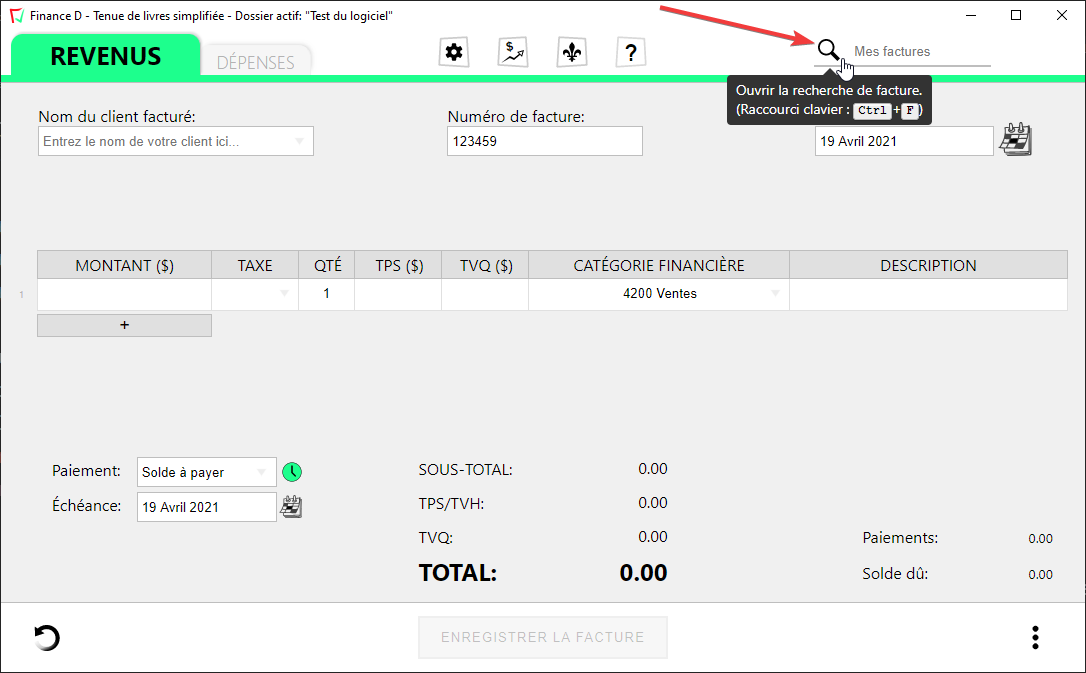 Finance D - Tenue de livres simplifiée - Dossier actif: "Test du logiciel"
REVENUS
DÉPENSES
$
?
Mes factures
Ouvrir la recherche de facture.
(Raccourci clavier : Ctrl + F)
Nom du client facturé:
Numéro de facture:
Entrez le nom de votre client ici...
123459
19 Avril 2021
MONTANT ($) TAXE QTÉ TPS ($) TVQ ($) CATÉGORIE FINANCIÈRE DESCRIPTION
1 1 4200 Ventes
+
Paiement: Solde à payer
Échéance: 19 Avril 2021
SOUS-TOTAL: 0.00
TPS/TVH: 0.00
TVQ: 0.00
TOTAL: 0.00
Paiements: 0.00
Solde dû: 0.00
ENREGISTRER LA FACTURE